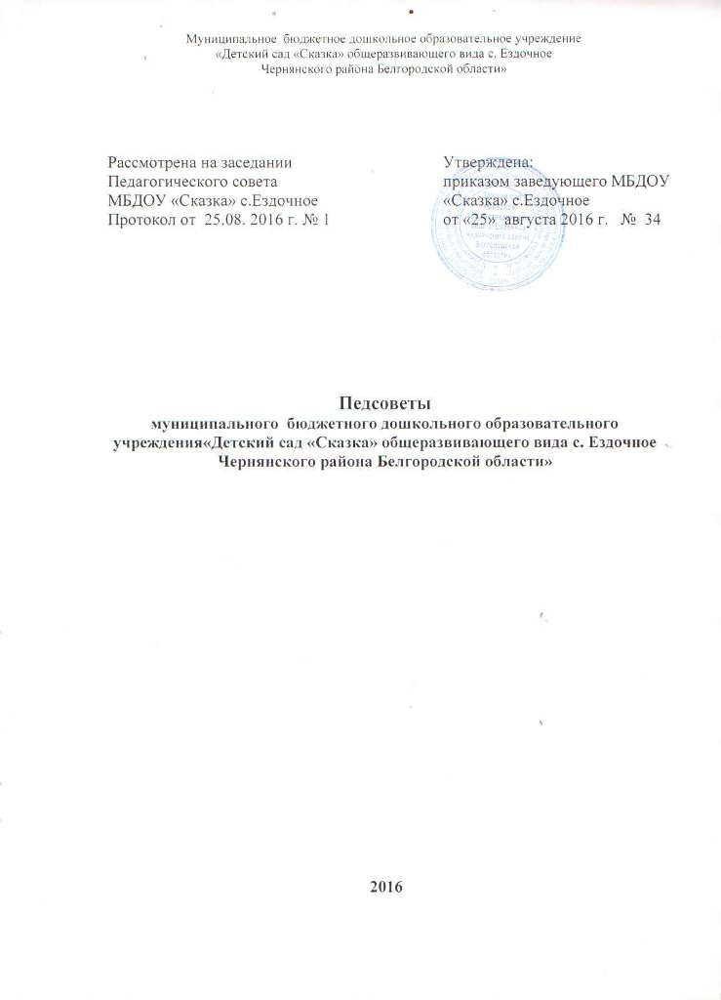 Муниципальное бюджетное дошкольное образовательное учреждение
«Детский сад «Сказка» общеразвивающего вида с. Ездочное
Чернянского района Белгородской области»
Рассмотрена на заседании
Педагогического совета
МБДОУ «Сказка» с.Ездочное
Протокол от 25.08. 2016 г. № 1
Утверждена:
приказом заведующего МБДОУ
«Сказка» с.Ездочное
от «25» августа 2016 г. № 34
Педсоветы
муниципального бюджетного дошкольного образовательного
учреждения«Детский сад «Сказка» общеразвивающего вида с. Ездочное
Чернянского района Белгородской области»
2016